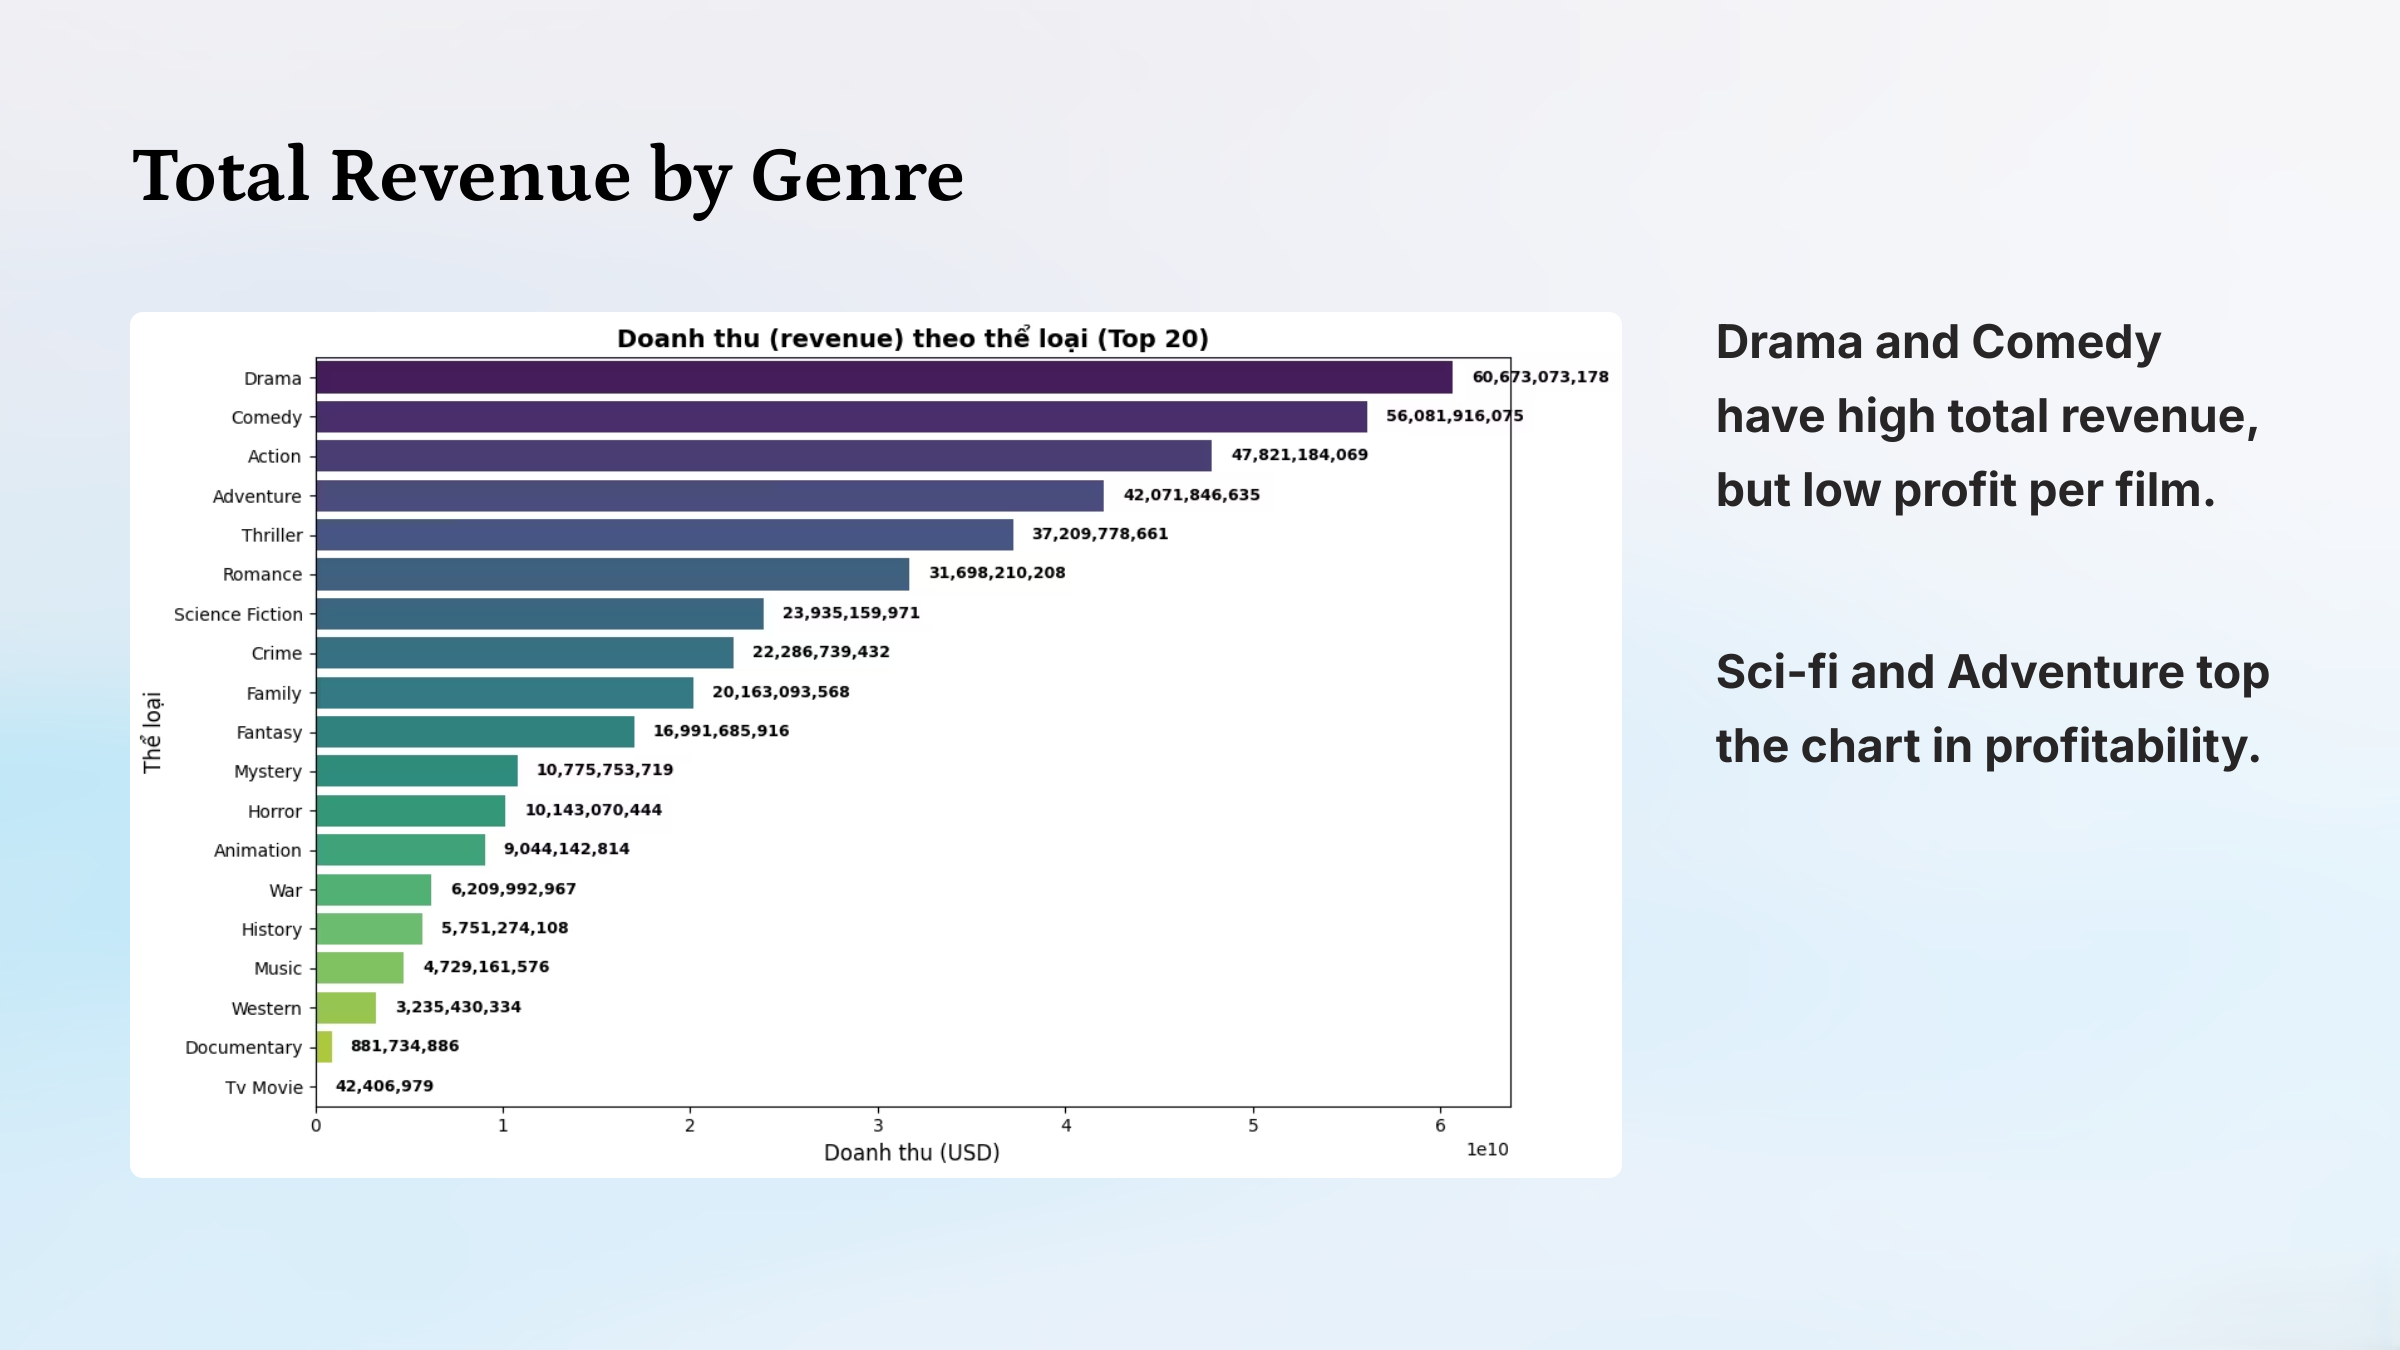 Total Revenue by Genre
Doanh thu (revenue) theo thể loại (Top 20)
Thể loại
Drama 60,673,073,178
Comedy 56,081,916,075
Action 47,821,184,069
Adventure 42,071,846,635
Thriller 37,209,778,661
Romance 31,698,210,208
Science Fiction 23,935,159,971
Crime 22,286,739,432
Family 20,163,093,568
Fantasy 16,991,685,916
Mystery 10,775,753,719
Horror 10,143,070,444
Animation 9,044,142,814
War 6,209,992,967
History 5,751,274,108
Music 4,729,161,576
Western 3,235,430,334
Documentary 881,734,886
Tv Movie 42,406,979
0 1 2 3 4 5 6
1e10
Doanh thu (USD)
Drama and Comedy
have high total revenue,
but low profit per film.
Sci-fi and Adventure top
the chart in profitability.